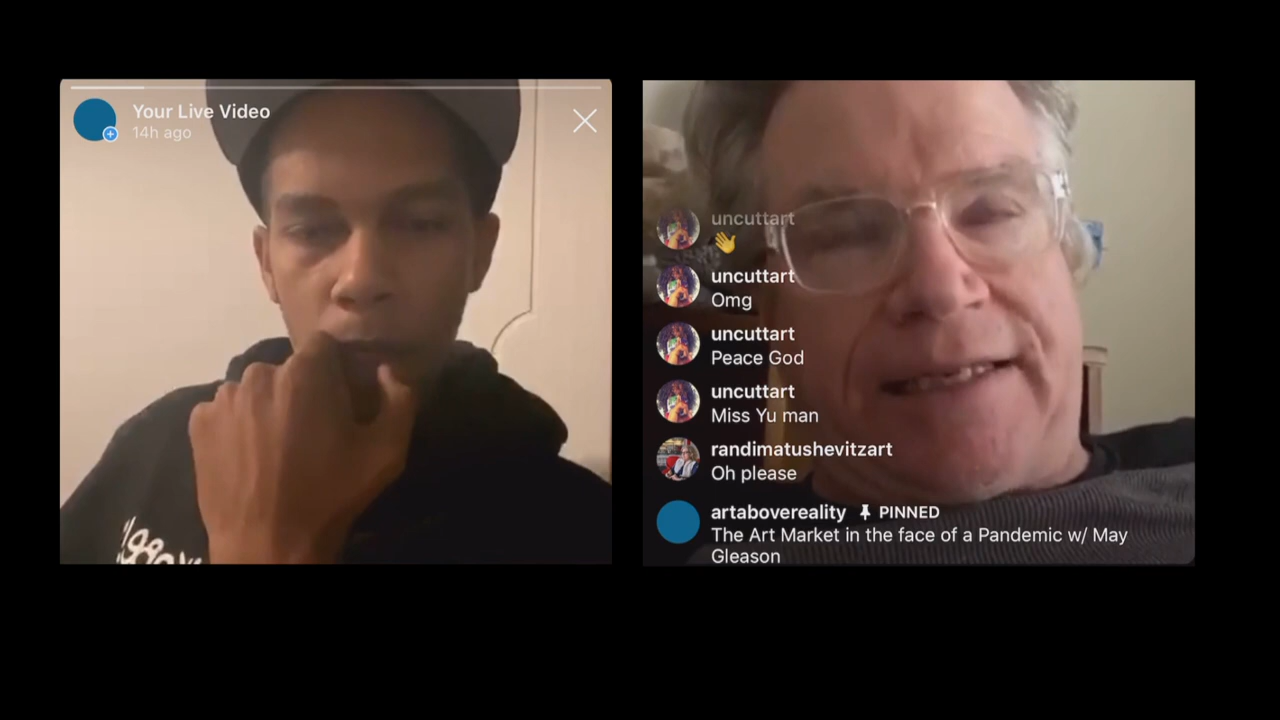 Your Live Video
14h ago
uncuttart
👋
uncuttart
Omg
uncuttart
Peace God
uncuttart
Miss Yu man
randimatushevitzart
Oh please
artabovereality PINNED
The Art Market in the face of a Pandemic w/ May
Gleason